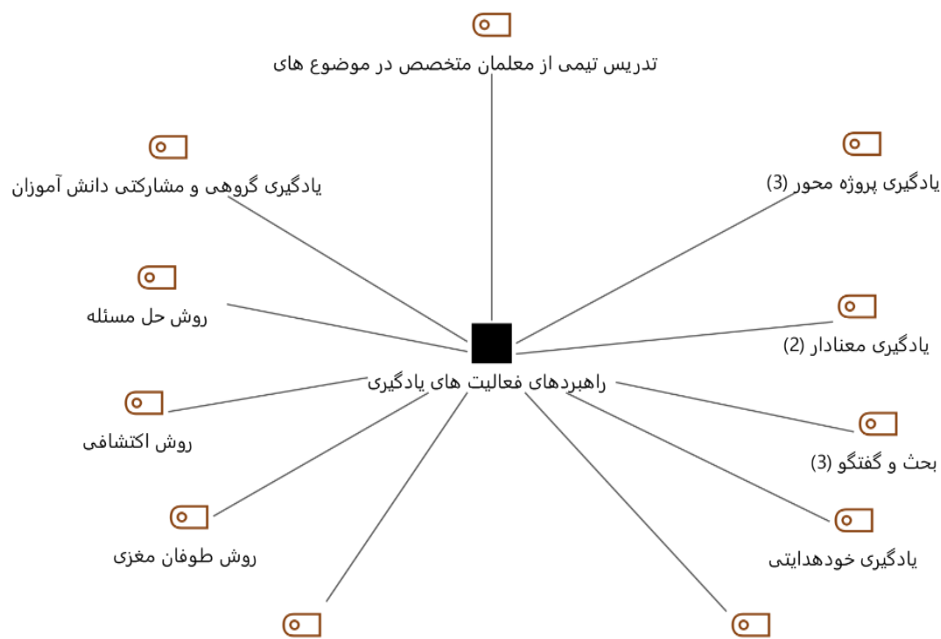 تدریس تیمی از معلمان متخصص در موضوع های
یادگیری پروژه محور (3)
یادگیری گروهی و مشارکتی دانش آموزان
روش حل مسئله
یادگیری معنادار (2)
راهبردهای فعالیت های یادگیری
روش اکتشافی
بحث و گفتگو (3)
روش طوفان مغزی
یادگیری خودهدایتی